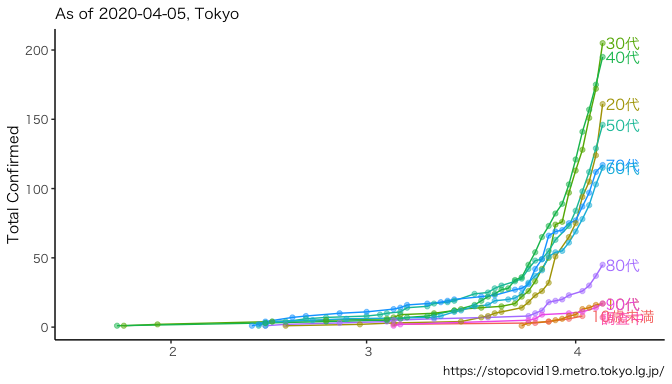 As of 2020-04-05, Tokyo
Total Confirmed
200
150
100
50
0
30代
40代
20代
50代
70代
60代
80代
90代
2
3
4
https://stopcovid19.metro.tokyo.lg.jp/